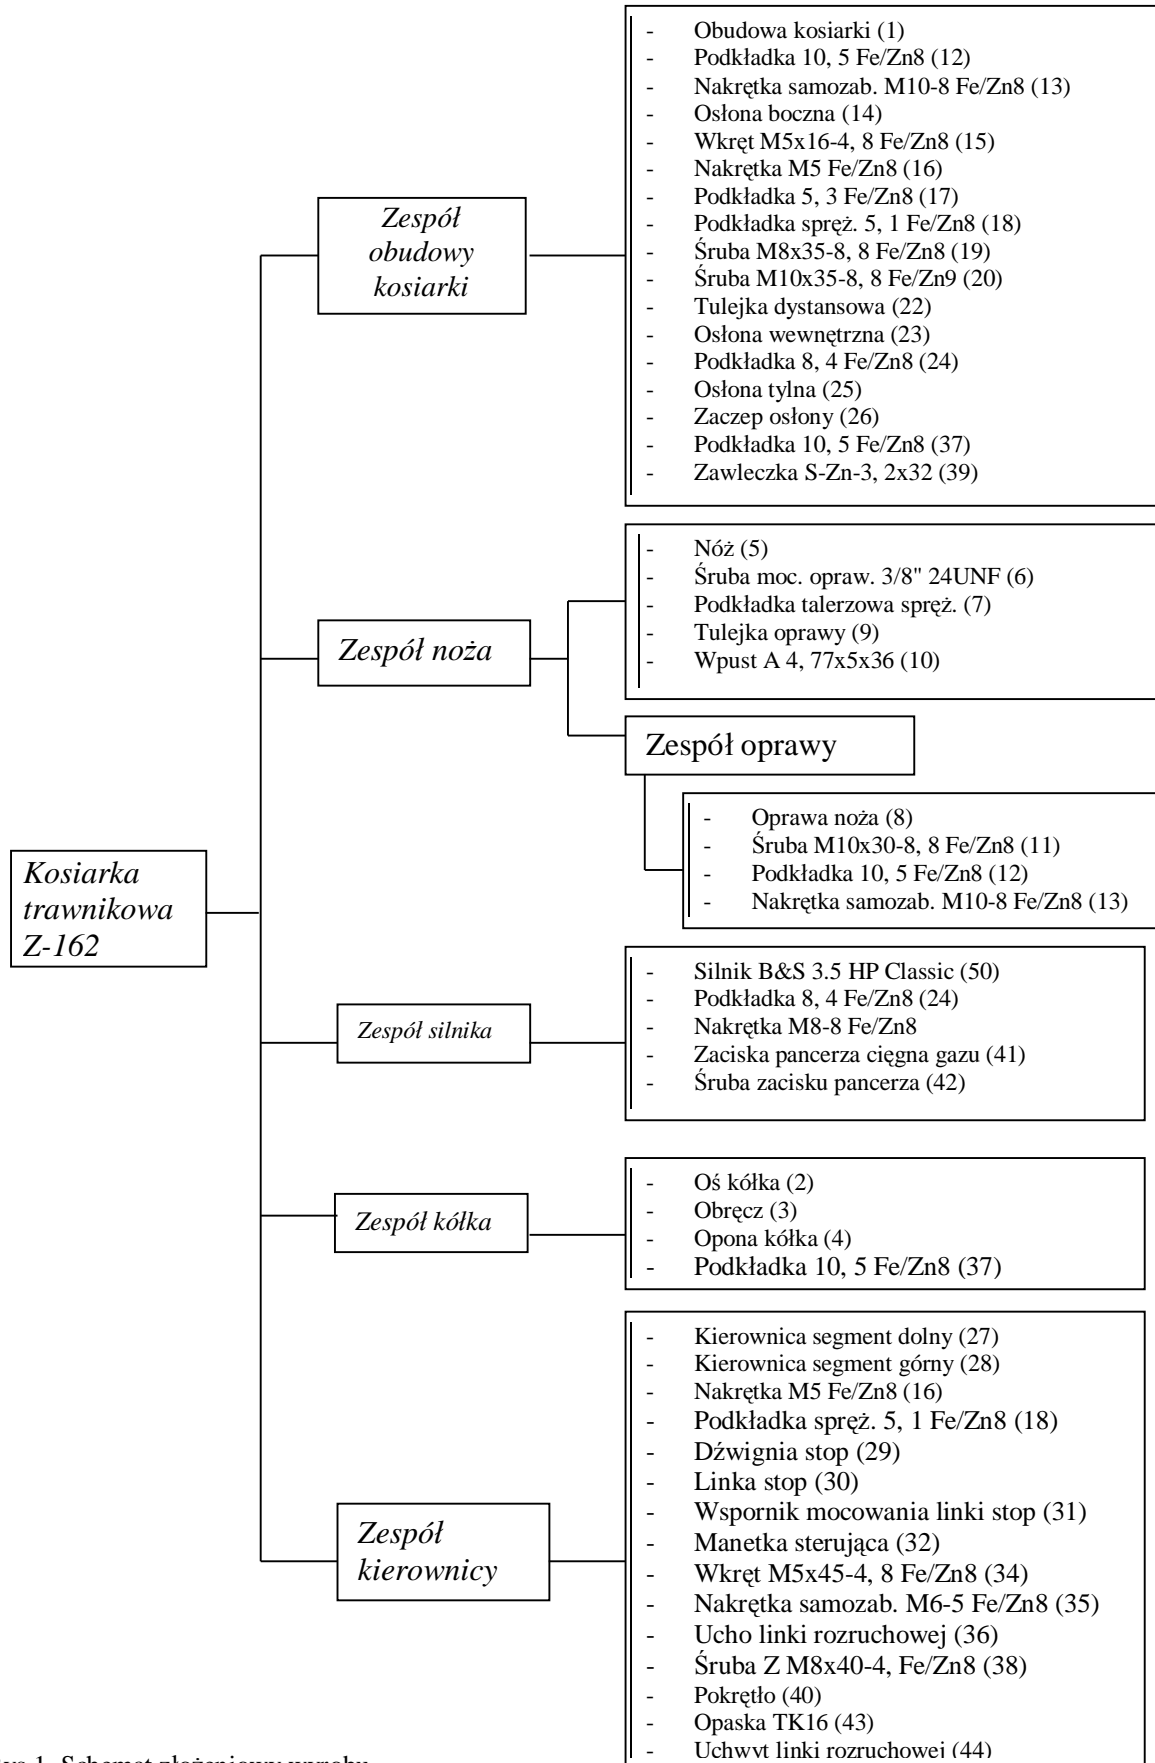 - Obudowa kosiarki (1)
- Podkładka 10, 5 Fe/Zn8 (12)
- Nakrętka samozab. M10-8 Fe/Zn8 (13)
- Osłona boczna (14)
- Wkręt M5x16-4, 8 Fe/Zn8 (15)
- Nakrętka M5 Fe/Zn8 (16)
- Podkładka 5, 3 Fe/Zn8 (17)
- Podkładka spręż. 5, 1 Fe/Zn8 (18)
- Śruba M8x35-8, 8 Fe/Zn8 (19)
- Śruba M10x35-8, 8 Fe/Zn9 (20)
- Tulejka dystansowa (22)
- Osłona wewnętrzna (23)
- Podkładka 8, 4 Fe/Zn8 (24)
- Osłona tylna (25)
- Zaczep osłony (26)
- Podkładka 10, 5 Fe/Zn8 (37)
- Zawleczka S-Zn-3, 2x32 (39)
Zespół
obudowy
kosiarki
- Nóż (5)
- Śruba moc. opraw. 3/8" 24UNF (6)
- Podkładka talerzowa spręż. (7)
- Tulejka oprawy (9)
- Wpust A 4, 77x5x36 (10)
Zespół noża
Zespół oprawy
- Oprawa noża (8)
- Śruba M10x30-8, 8 Fe/Zn8 (11)
- Podkładka 10, 5 Fe/Zn8 (12)
- Nakrętka samozab. M10-8 Fe/Zn8 (13)
Kosiarka
trawnikowa
Z-162
- Silnik B&S 3.5 HP Classic (50)
- Podkładka 8, 4 Fe/Zn8 (24)
- Nakrętka M8-8 Fe/Zn8
- Zaciska pancerza cięgna gazu (41)
- Śruba zacisku pancerza (42)
Zespół silnika
- Oś kółka (2)
- Obręcz (3)
- Opona kółka (4)
- Podkładka 10, 5 Fe/Zn8 (37)
Zespół kółka
- Kierownica segment dolny (27)
- Kierownica segment górny (28)
- Nakrętka M5 Fe/Zn8 (16)
- Podkładka spręż. 5, 1 Fe/Zn8 (18)
- Dźwignia stop (29)
- Linka stop (30)
- Wspornik mocowania linki stop (31)
- Manetka sterująca (32)
- Wkręt M5x45-4, 8 Fe/Zn8 (34)
- Nakrętka samozab. M6-5 Fe/Zn8 (35)
- Ucho linki rozruchowej (36)
- Śruba Z M8x40-4, Fe/Zn8 (38)
- Pokrętło (40)
- Opaska TK16 (43)
- Uchwyt linki rozruchowej (44)
Zespół
kierownicy
Schemat złożeniowy wyrobu